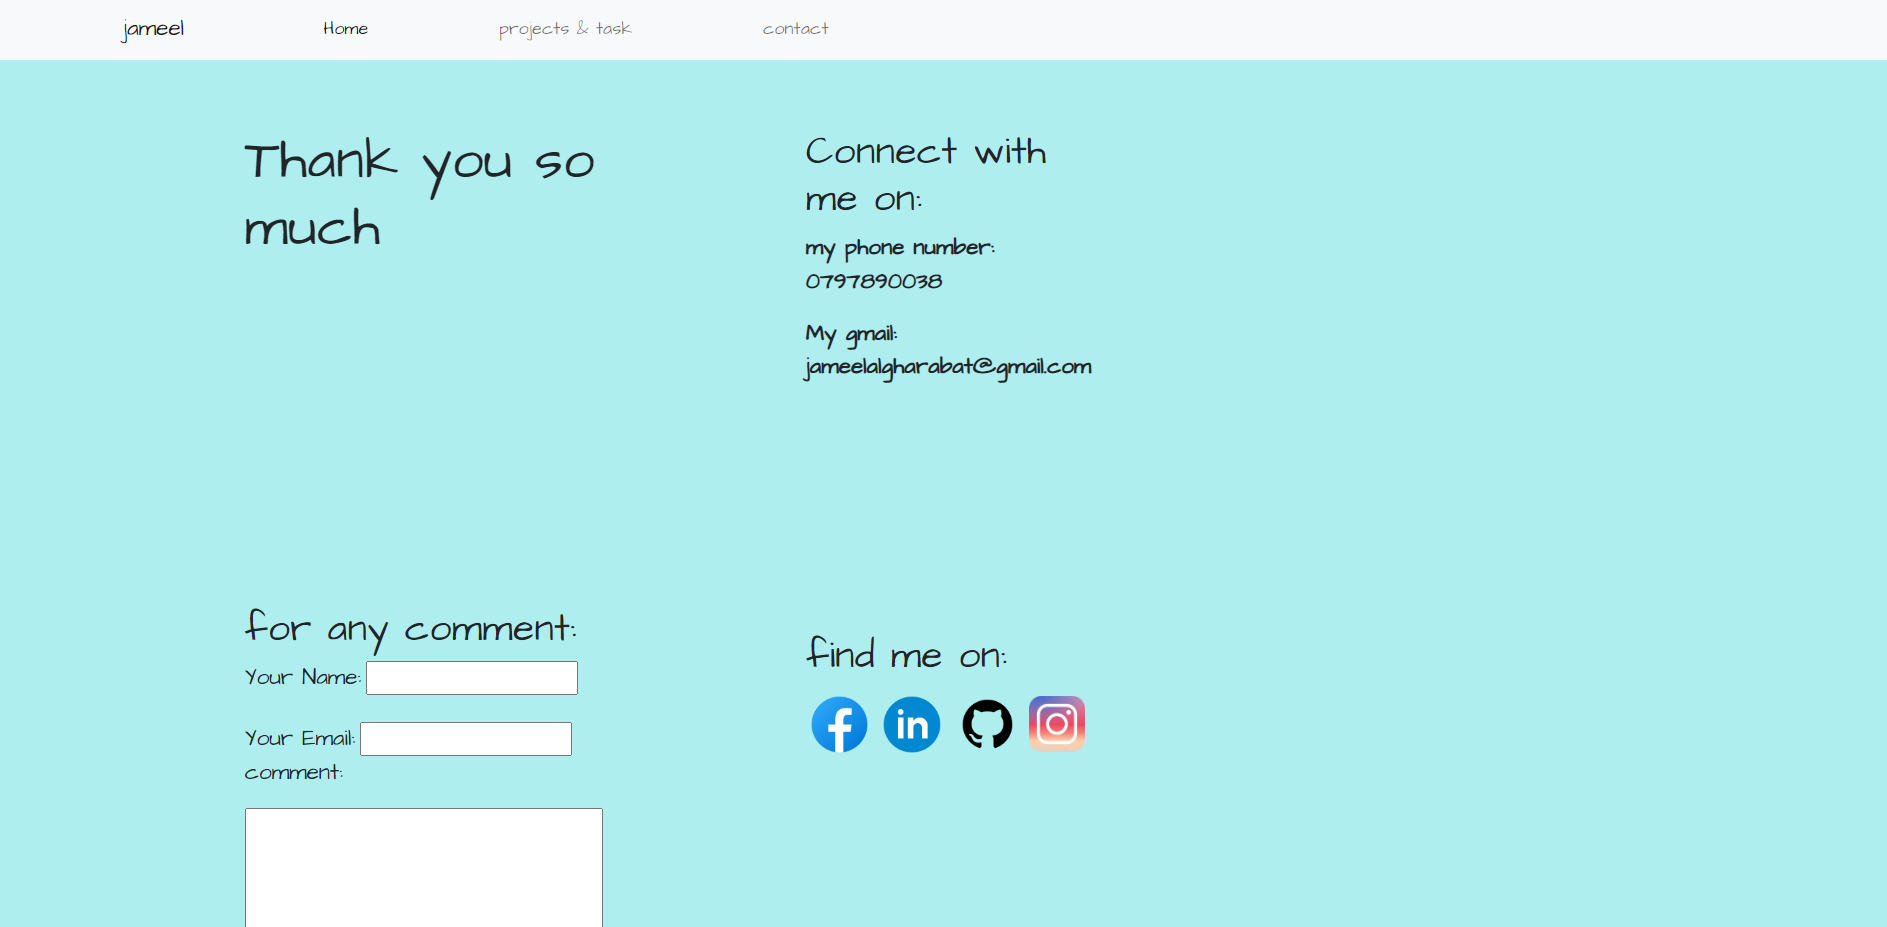 jameel
Home
projects & task
contact
Thank you so
much
Connect with
me on:
my phone number:
0797890038
My gmail:
jameelalgharabat@gmail.com
for any comment:
Your Name:
Your Email:
comment:
find me on:
in